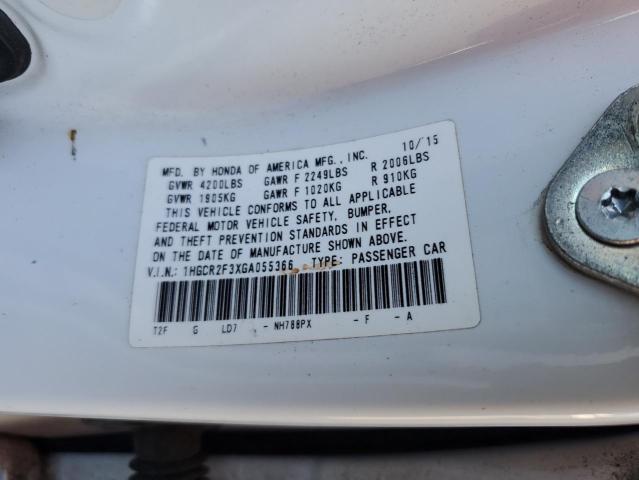 MFD. BY HONDA OF AMERICA MFG., INC. 10/'15
GVWR 4200LBS GAWR F 2249LBS R 2006LBS
GVWR 1905KG GAWR F 1020KG R 910KG
THIS VEHICLE CONFORMS TO ALL APPLICABLE
FEDERAL MOTOR VEHICLE SAFETY, BUMPER,
AND THEFT PREVENTION STANDARDS IN EFFECT
ON THE DATE OF MANUFACTURE SHOWN ABOVE.
V.I.N.: 1HGCR2F3XGA055366 TYPE: PASSENGER CAR
T2F G LD7 - NH788PX - F - A